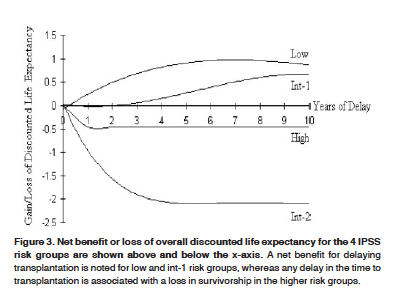 Gain/Loss of Discounted Life Expectancy
1.5
1
0.5
0
-0.5
-1
-1.5
-2
-2.5
0 1 2 3 4 5 6 7 8 9 10
Years of Delay
Low
Int-1
High
Int-2
Figure 3. Net benefit or loss of overall discounted life expectancy for the 4 IPSS
risk groups are shown above and below the x-axis. A net benefit for delaying
transplantation is noted for low and int-1 risk groups, whereas any delay in the time to
transplantation is associated with a loss in survivorship in the higher risk groups.